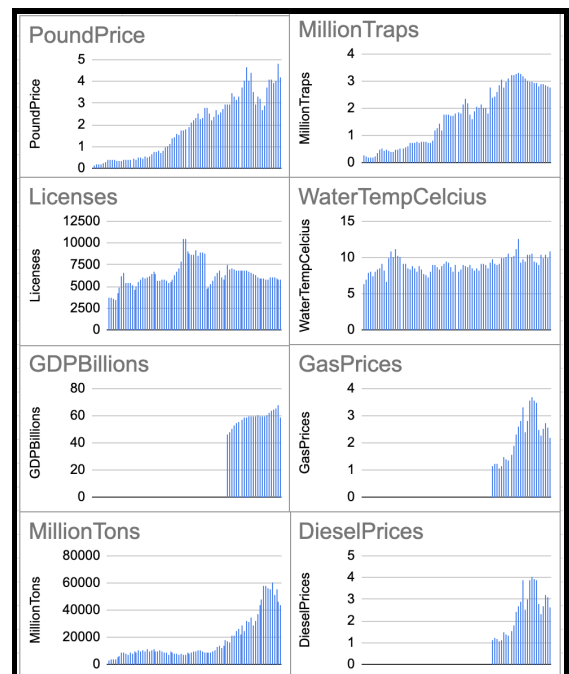 PoundPrice
PoundPrice
5
4
3
2
1
0
MillionTraps
MillionTraps
4
3
2
1
0
Licenses
Licenses
12500
10000
7500
5000
2500
0
WaterTempCelcius
WaterTempCelcius
15
10
5
0
GDPBillions
GDPBillions
80
60
40
20
0
GasPrices
GasPrices
4
3
2
1
0
MillionTons
MillionTons
80000
60000
40000
20000
0
DieselPrices
DieselPrices
5
4
3
2
1
0